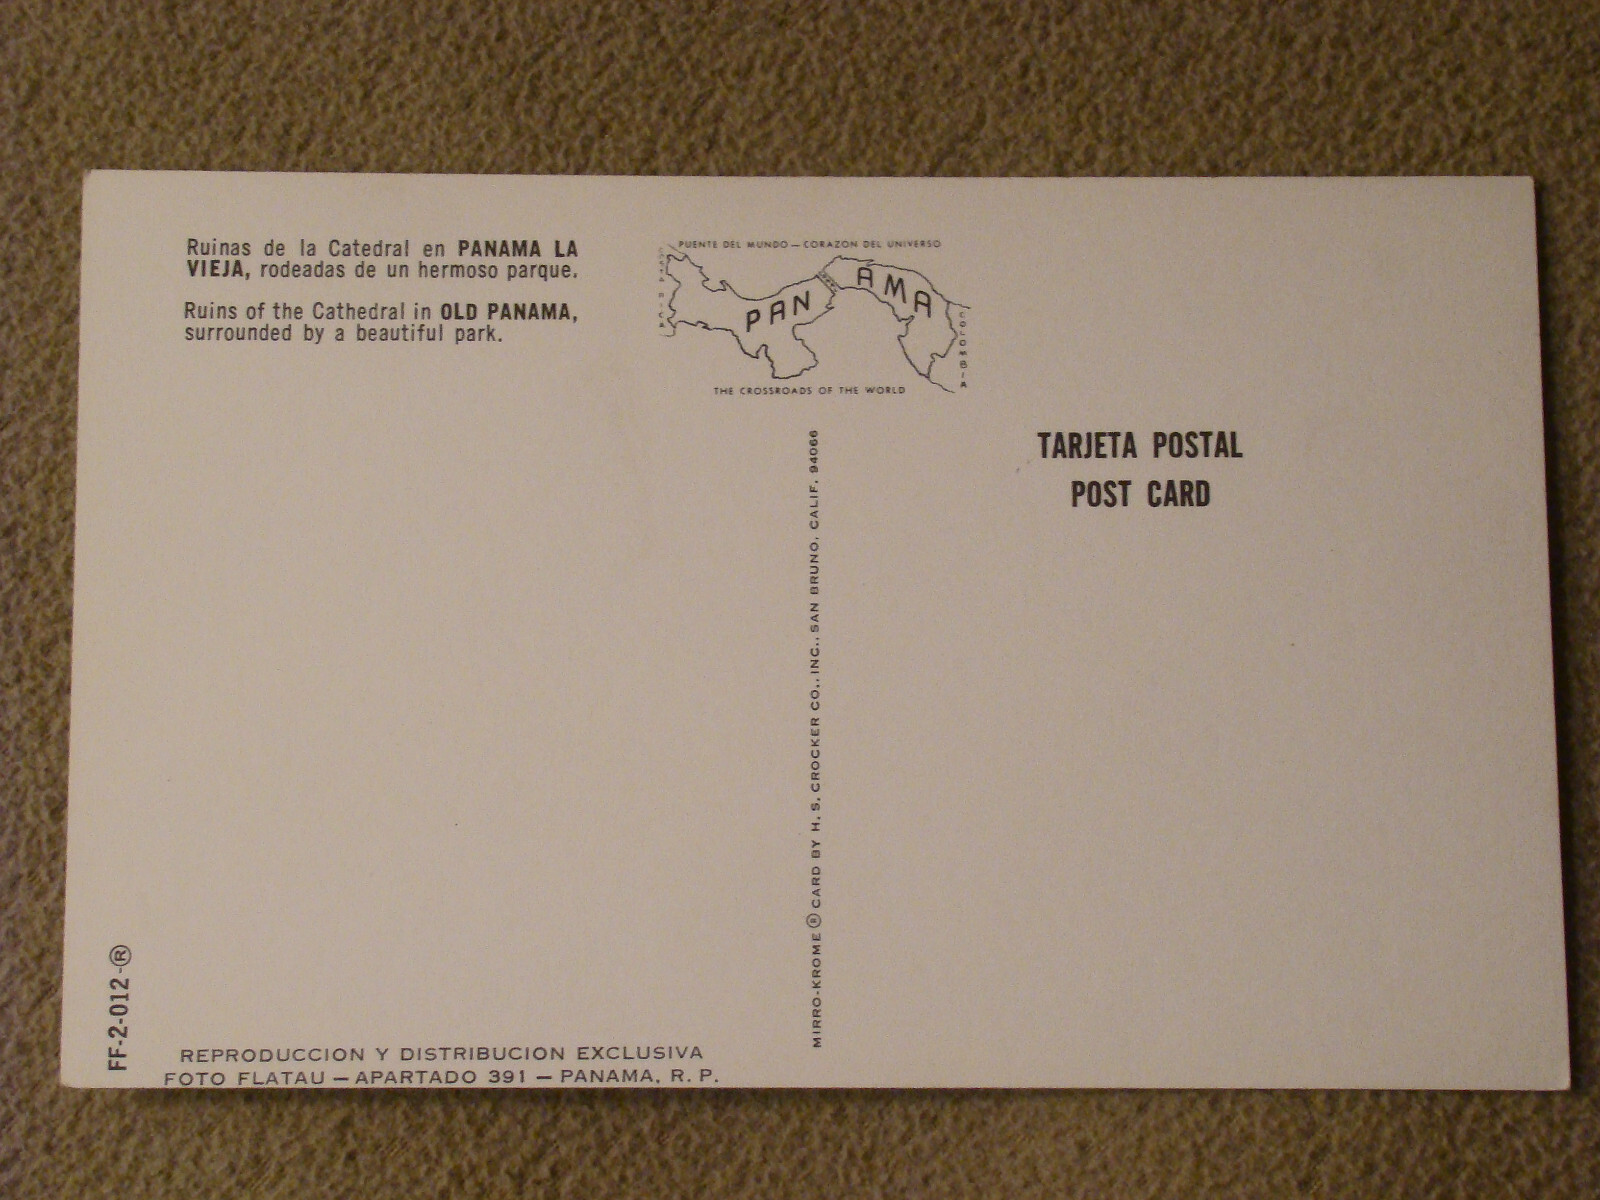 Ruinas de la Catedral en PANAMA LA
VIEJA, rodeadas de un hermoso parque.
Ruins of the Cathedral in OLD PANAMA,
surrounded by a beautiful park.
PUENTE DEL MUNDO — CORAZON DEL UNIVERSO
COSTA RICA
PAN AMA
COLOMBIA
THE CROSSROADS OF THE WORLD
TARJETA POSTAL
POST CARD
MIRRO-KROME ® CARD BY H. S. CROCKER CO., INC., SAN BRUNO, CALIF. 94066
FF-2-012-®
REPRODUCCION Y DISTRIBUCION EXCLUSIVA
FOTO FLATAU — APARTADO 391 — PANAMA, R. P.